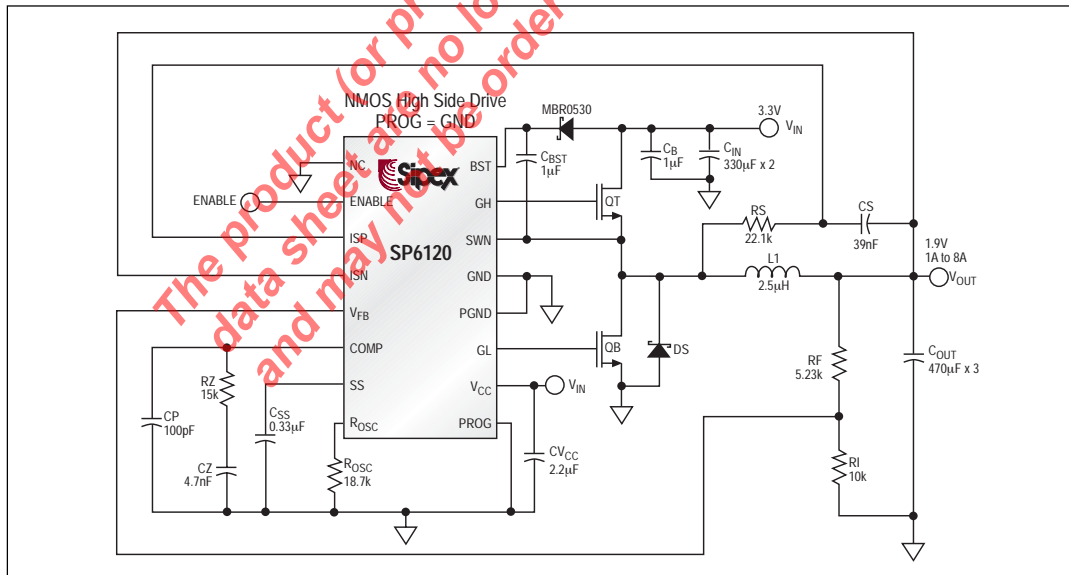 The product (or pr
data sheet are no lo
and may not be order
NMOS High Side Drive
PROG = GND
Sipex
SP6120
NC
ENABLE
ENABLE
ISP
ISN
VFB
COMP
SS
ROSC
BST
GH
SWN
GND
PGND
GL
VCC
PROG
MBR0530
3.3V
VIN
CBST
1µF
CB
1µF
CIN
330µF x 2
QT
RS
22.1k
CS
39nF
1.9V
1A to 8A
VOUT
L1
2.5µH
QB
DS
RF
5.23k
COUT
470µF x 3
VIN
RZ
15k
CP
100pF
CSS
0.33µF
CZ
4.7nF
ROSC
18.7k
CVCC
2.2µF
RI
10k